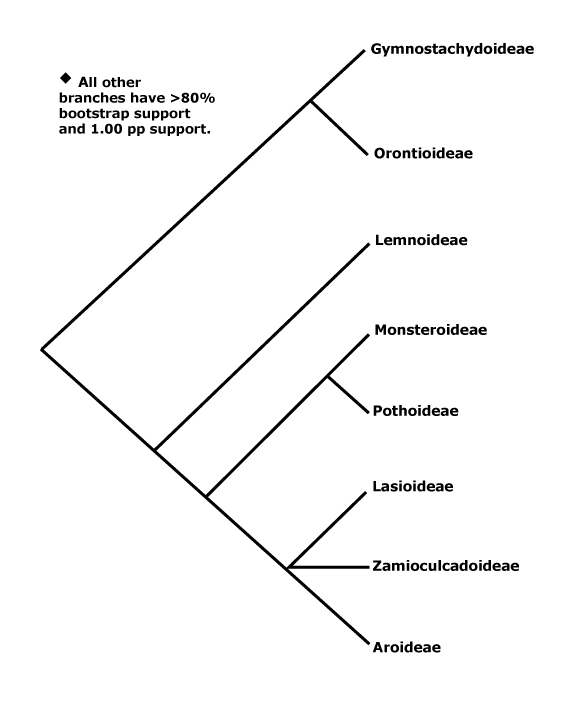 Gymnostachydoideae
◆ All other
branches have >80%
bootstrap support
and 1.00 pp support.
Orontioideae
Lemnoideae
Monsteroideae
Pothoideae
Lasioideae
Zamioculcadoideae
Aroideae